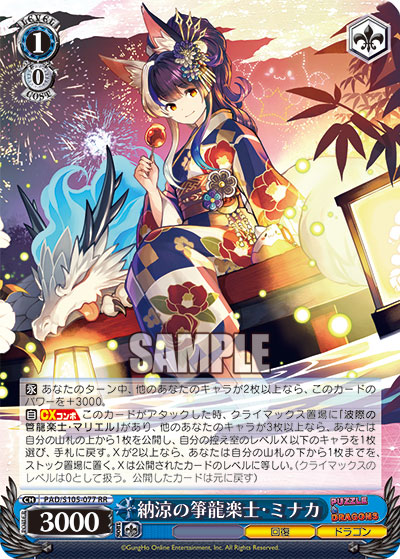 LEVEL
1
0
COST
SAMPLE
永 あなたのターン中、他のあなたのキャラが2枚以上なら、このカードの
パワーを+3000。
自 CXコンボ このカードがアタックした時、クライマックス置場に「波際の
管龍楽士・マリエル」があり、他のあなたのキャラが2枚以上なら、あなたは
自分の山札の上から1枚を公開し、自分の控え室のレベルX以下のキャラを1枚
選び、手札に戻す。Xが2以上なら、あなたは自分の山札の下から1枚までを、
ストック置場に置く。Xは公開されたカードのレベルに等しい。(クライマックスのレ
ベルは0として扱う。公開したカードは元に戻す)
CH PAD/S105-077 RR
納涼の箏龍楽士・ミナカ
PUZZLE & DRAGONS
3000
回復
ドラゴン
©GungHo Online Entertainment, Inc. All Rights Reserved.